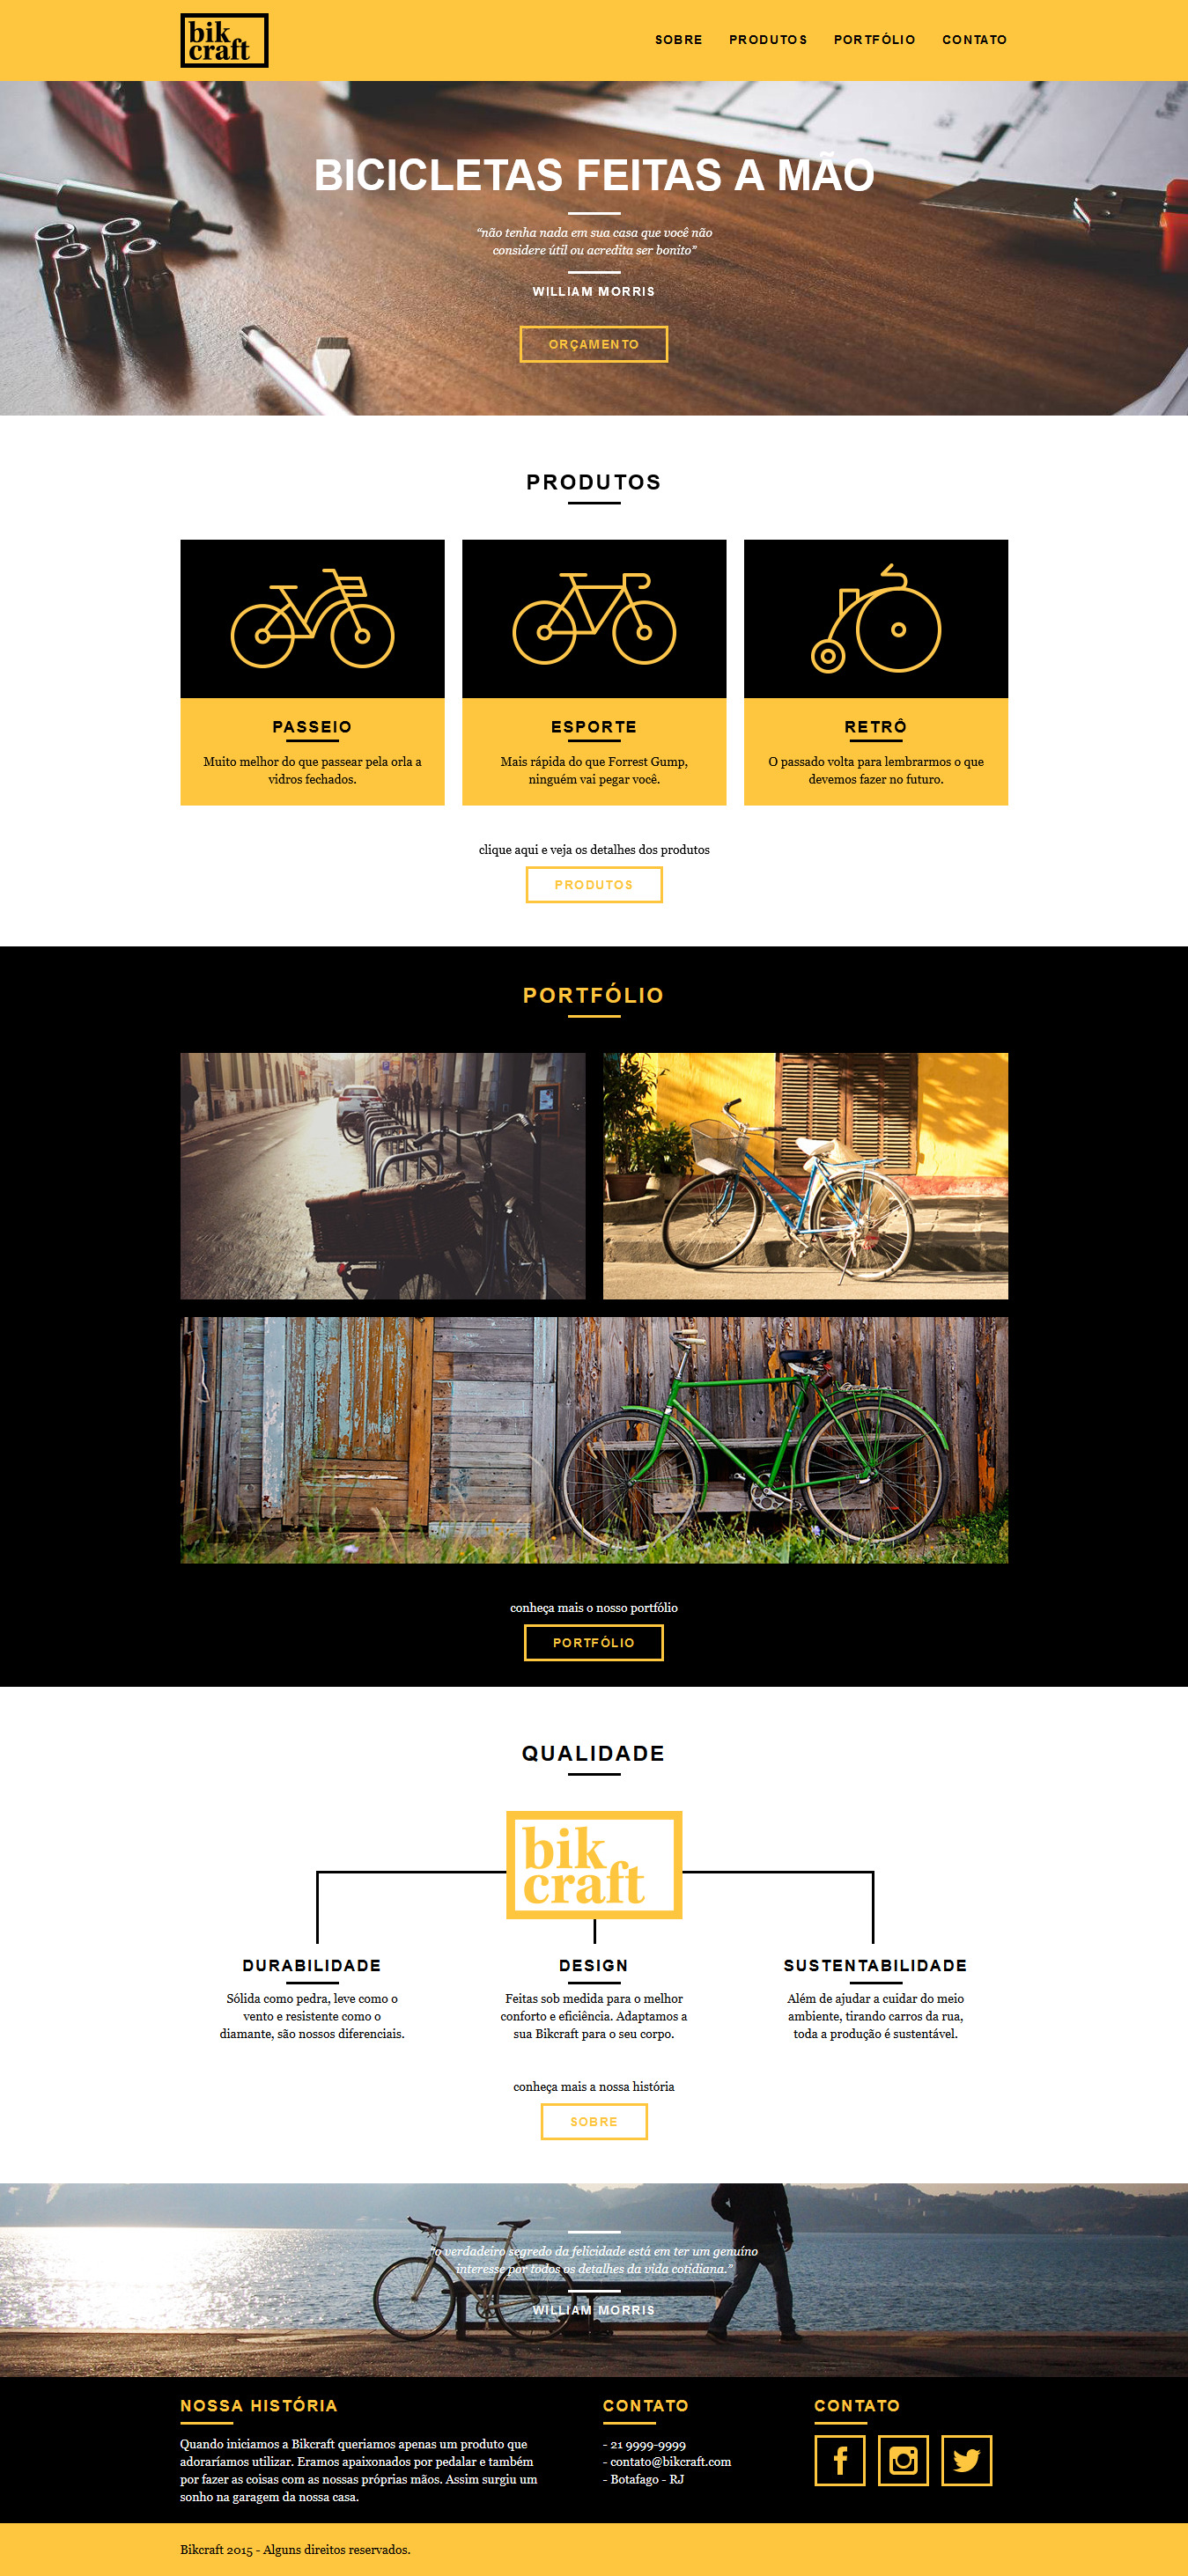 bik
craft
SOBRE PRODUTOS PORTFÓLIO CONTATO
BICICLETAS FEITAS A MÃO
“não tenha nada em sua casa que você não
considere útil ou acredita ser bonito”
WILLIAM MORRIS
ORÇAMENTO
PRODUTOS
PASSEIO
Muito melhor do que passear pela orla a
vidros fechados.
ESPORTE
Mais rápida do que Forrest Gump,
ninguém vai pegar você.
RETRÔ
O passado volta para lembrarmos o que
devemos fazer no futuro.
clique aqui e veja os detalhes dos produtos
PRODUTOS
PORTFÓLIO
conheça mais o nosso portfólio
PORTFÓLIO
QUALIDADE
bik
craft
DURABILIDADE
Sólida como pedra, leve como o
vento e resistente como o
diamante, são nossos diferenciais.
DESIGN
Feitas sob medida para o melhor
conforto e eficiência. Adaptamos a
sua Bikcraft para o seu corpo.
SUSTENTABILIDADE
Além de ajudar a cuidar do meio
ambiente, tirando carros da rua,
toda a produção é sustentável.
conheça mais a nossa história
SOBRE
“o verdadeiro segredo da felicidade está em ter um genuíno
interesse por todos os detalhes da vida cotidiana.”
WILLIAM MORRIS
NOSSA HISTÓRIA
Quando iniciamos a Bikcraft queriamos apenas um produto que
adoraríamos utilizar. Eramos apaixonados por pedalar e também
por fazer as coisas com as nossas próprias mãos. Assim surgiu um
sonho na garagem da nossa casa.
CONTATO
- 21 9999-9999
- contato@bikcraft.com
- Botafago - RJ
CONTATO
Bikcraft 2015 - Alguns direitos reservados.